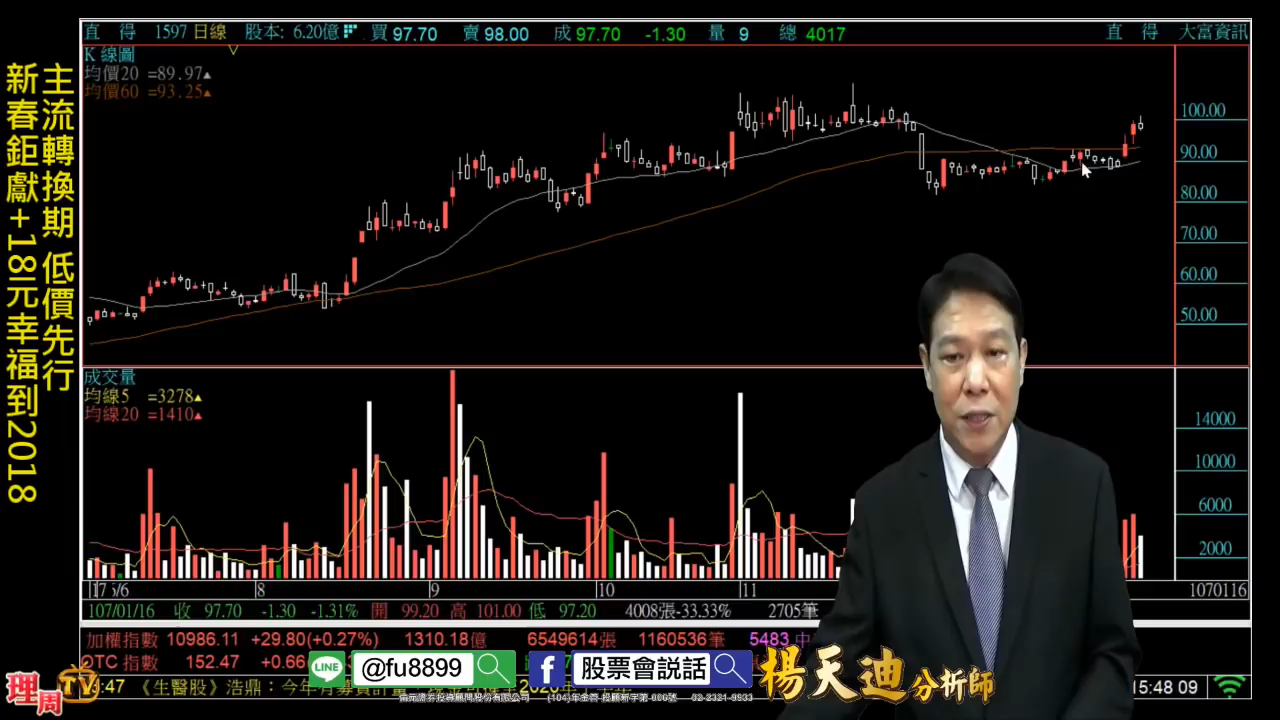 直 得 1597 日線 股本: 6.20億 買 97.70 賣 98.00 成 97.70 -1.30 量 9 總 4017 直 得 大富資訊
K 線圖
均價20 =89.97▲
均價60 =93.25▲
主流轉換期 低價先行
新春鉅獻+18元幸福到2018
100.00
90.00
80.00
70.00
60.00
50.00
成交量
均線5 =3278▲
均線20 =1410▲
14000
10000
6000
2000
8 9 10 11 1070116
107/01/16 收 97.70 -1.30 -1.31% 開 99.20 高 101.00 低 97.20 4008張-33.33% 2705筆
加權指數 10986.11 +29.80(+0.27%) 1310.18億 6549614張 1160536筆 5483 中
OTC 指數 152.47 +0.66
LINE @fu8899 f 股票會説話
楊天迪 分析師
理周TV
:47 《生醫股》浩鼎：今年有募資計畫
15:48 09